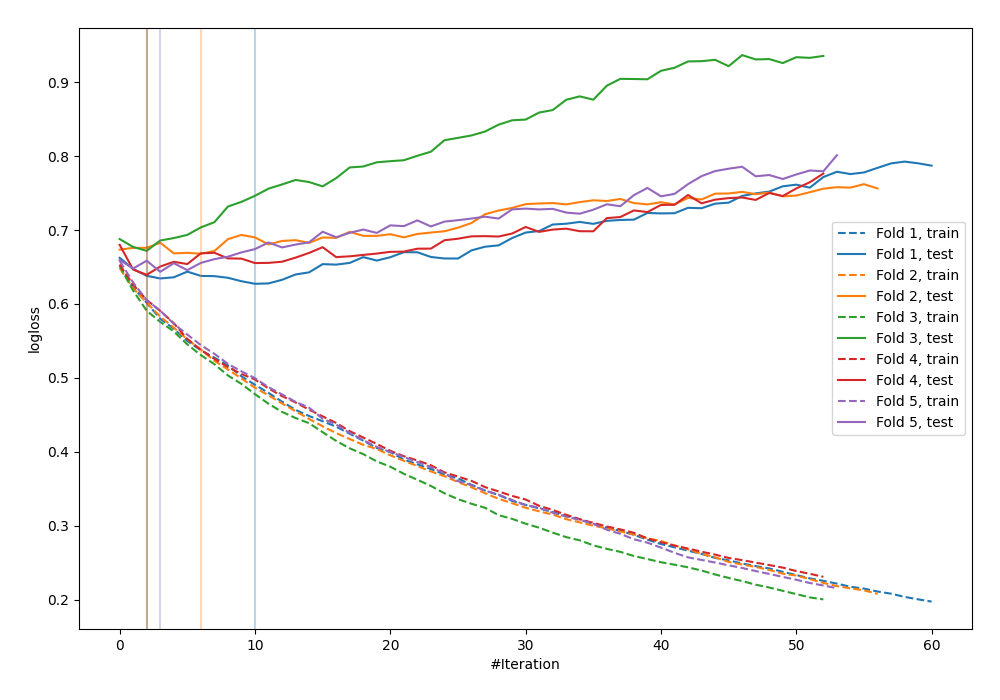 0.9
0.8
0.7
0.6
0.5
0.4
0.3
0.2
logloss
0
10
20
30
40
50
60
#Iteration
Fold 1, train
Fold 1, test
Fold 2, train
Fold 2, test
Fold 3, train
Fold 3, test
Fold 4, train
Fold 4, test
Fold 5, train
Fold 5, test